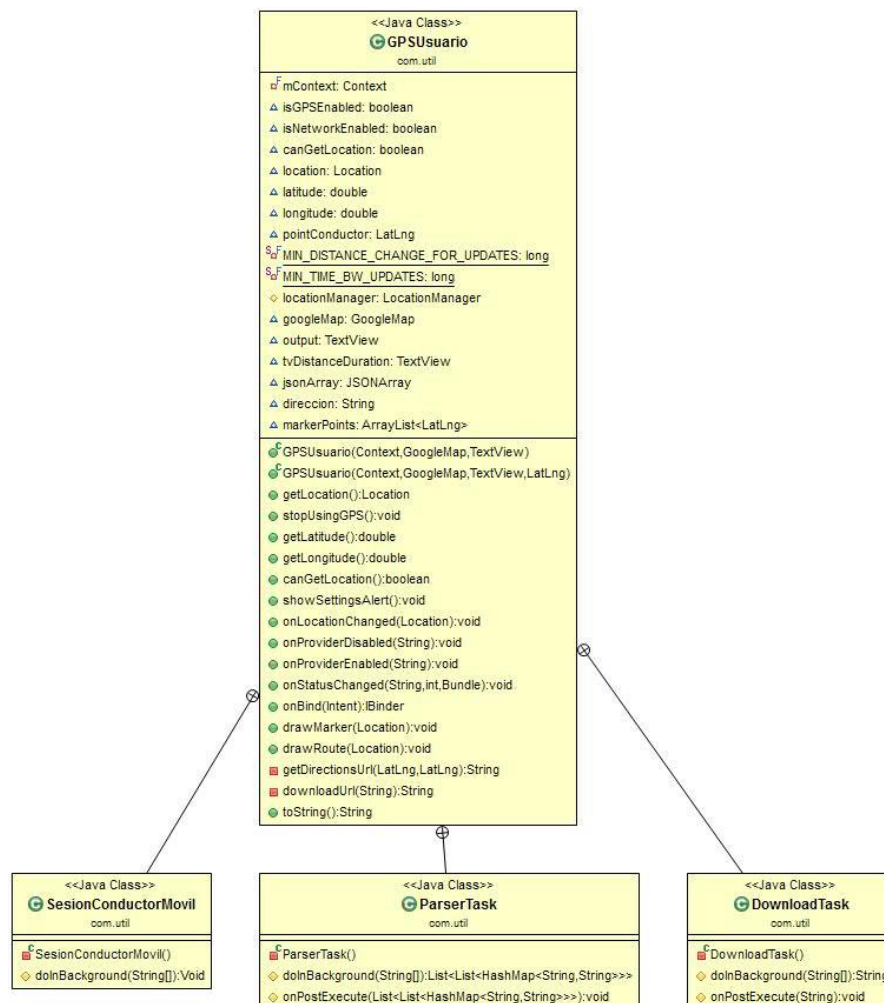 <<Java Class>>
GPSUsuario
com.util
mContext: Context
isGPSEnabled: boolean
isNetworkEnabled: boolean
canGetLocation: boolean
location: Location
latitude: double
longitude: double
pointConductor: LatLng
MIN_DISTANCE_CHANGE_FOR_UPDATES: long
MIN_TIME_BW_UPDATES: long
locationManager: LocationManager
googleMap: GoogleMap
output: TextView
tvDistanceDuration: TextView
jsonArray: JSONArray
direccion: String
markerPoints: ArrayList<LatLng>
GPSUsuario(Context,GoogleMap,TextView)
GPSUsuario(Context,GoogleMap,TextView,LatLng)
getLocation():Location
stopUsingGPS():void
getLatitude():double
getLongitude():double
canGetLocation():boolean
showSettingsAlert():void
onLocationChanged(Location):void
onProviderDisabled(String):void
onProviderEnabled(String):void
onStatusChanged(String,int,Bundle):void
onBind(Intent):IBinder
drawMarker(Location):void
drawRoute(Location):void
getDirectionsUrl(LatLng,LatLng):String
downloadUrl(String):String
toString():String
<<Java Class>>
SesionConductorMovil
com.util
SesionConductorMovil()
doInBackground(String[]):Void
<<Java Class>>
ParserTask
com.util
ParserTask()
doInBackground(String[]):List<List<HashMap<String,String>>>
onPostExecute(List<List<HashMap<String,String>>>):void
<<Java Class>>
DownloadTask
com.util
DownloadTask()
doInBackground(String[]):String
onPostExecute(String):void